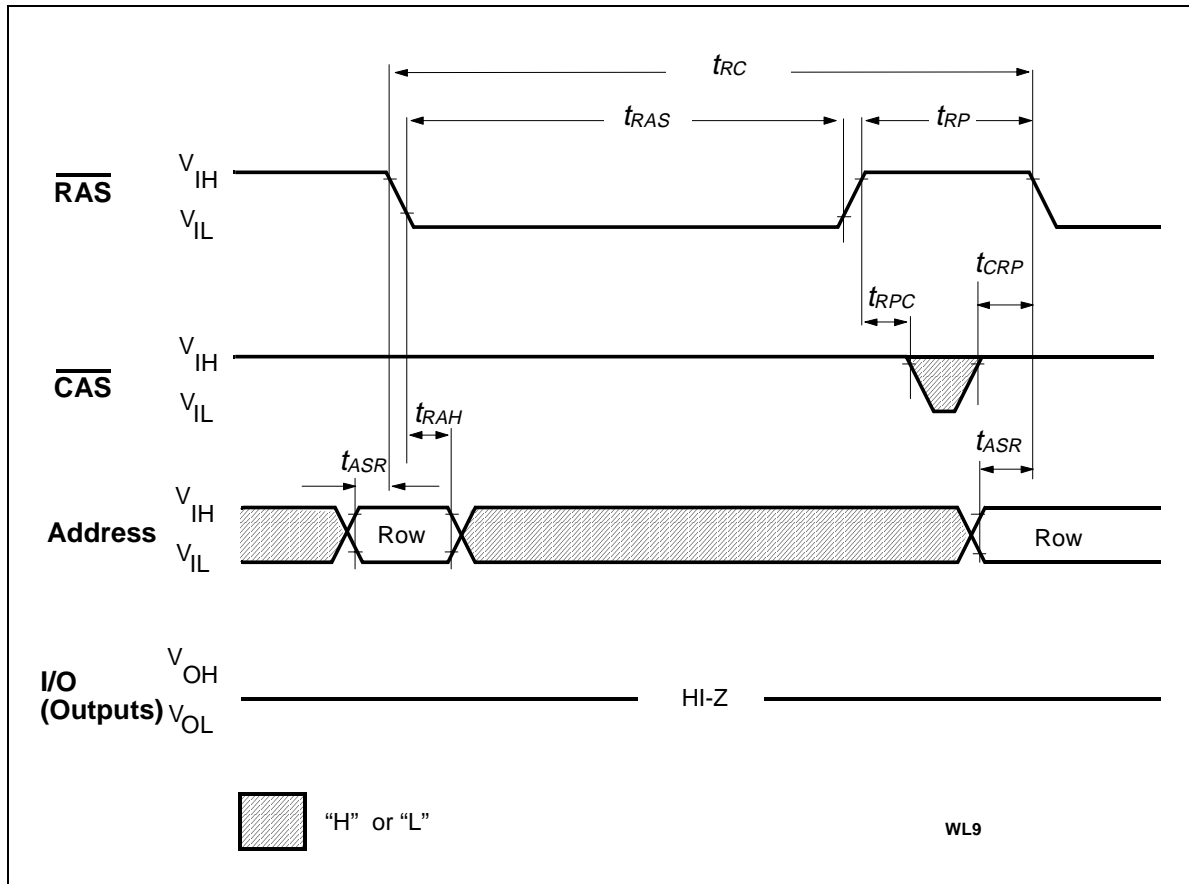 tRC
tRAS
tRP
RAS
VIH
VIL
tCRP
tRPC
CAS
VIH
VIL
tRAH
tASR
tASR
Address
VIH
VIL
Row
Row
I/O
(Outputs)
VOH
VOL
HI-Z
“H” or “L”
WL9